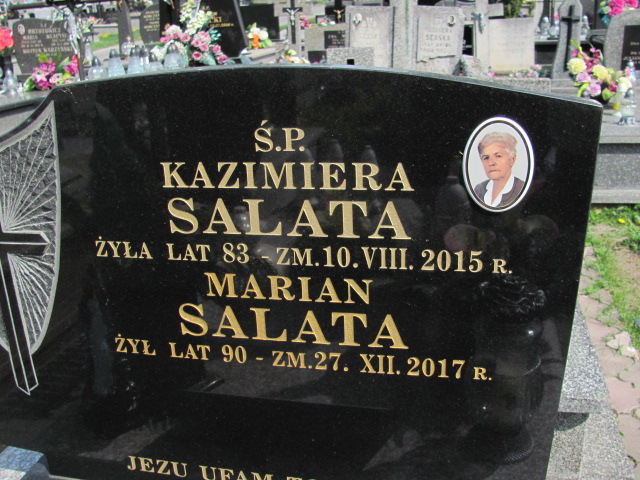 Ś.P.
KAZIMIERA
SALATA
ŻYŁA LAT 83 - ZM.10.VIII.2015 R.
MARIAN
SALATA
ŻYŁ LAT 90 - ZM.27. XII.2017 R.
JEZU UFAM